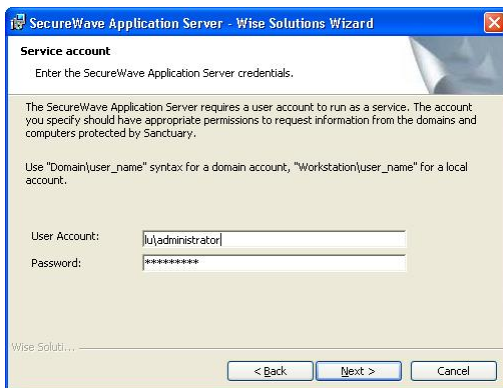 SecureWave Application Server - Wise Solutions Wizard
Service account
Enter the SecureWave Application Server credentials.
The SecureWave Application Server requires a user account to run as a service. The account
you specify should have appropriate permissions to request information from the domains and
computers protected by Sanctuary.
Use "Domain\user_name" syntax for a domain account, "Workstation\user_name" for a local
account.
User Account:
lu\administrator
Password:
*********
Wise Soluti...
< Back
Next >
Cancel